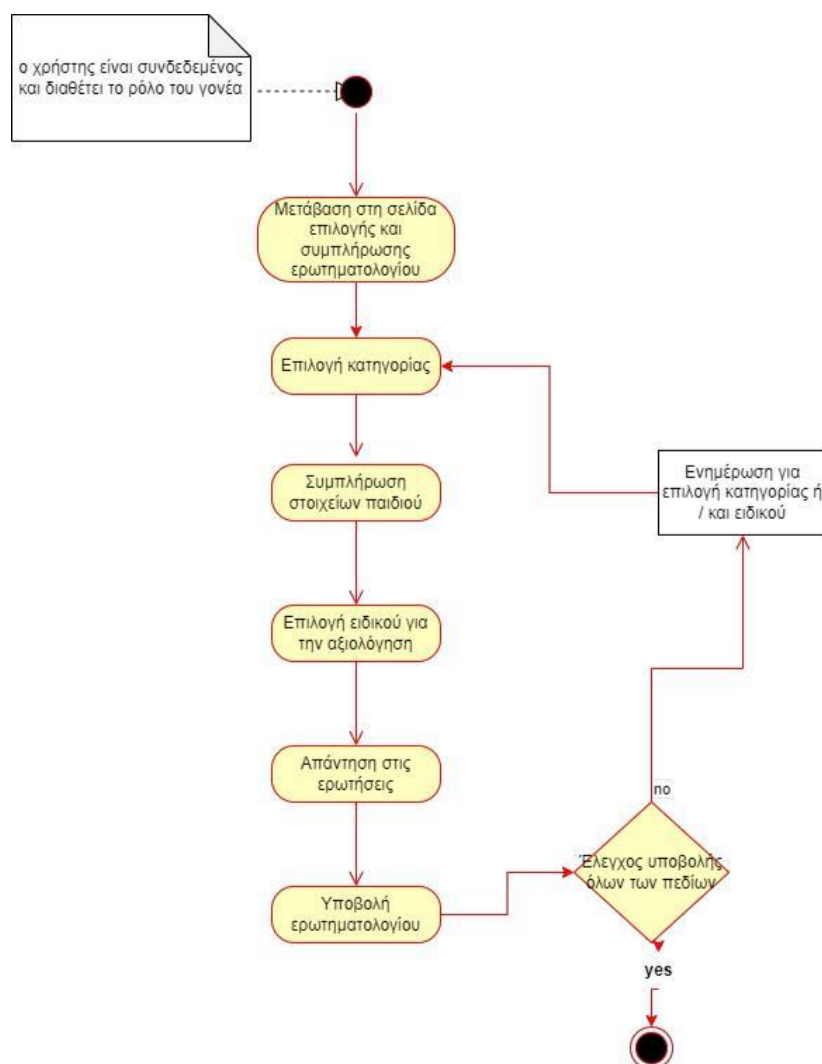 ο χρήστης είναι συνδεδεμένος
και διαθέτει το ρόλο του γονέα
Μετάβαση στη σελίδα
επιλογής και
συμπλήρωσης
ερωτηματολογίου
Επιλογή κατηγορίας
Συμπλήρωση
στοιχείων παιδιού
Ενημέρωση για
επιλογή κατηγορίας ή
/ και ειδικού
Επιλογή ειδικού για
την αξιολόγηση
Απάντηση στις
ερωτήσεις
no
Έλεγχος υποβολής
όλων των πεδίων
Υποβολή
ερωτηματολογίου
yes